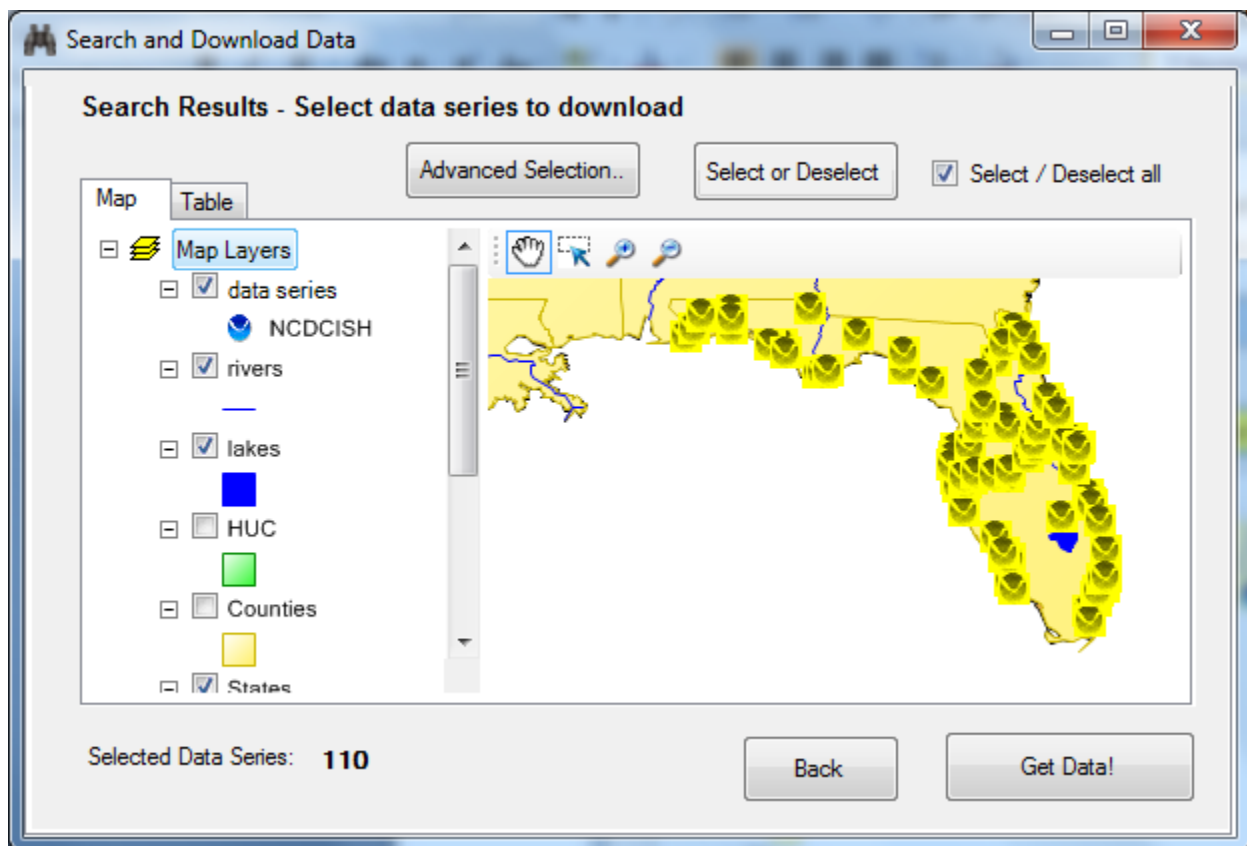 Search and Download Data
Search Results - Select data series to download
Advanced Selection..
Select or Deselect
Select / Deselect all
Map
Table
Map Layers
data series
NCDCISH
rivers
lakes
HUC
Counties
States
Selected Data Series: 110
Back
Get Data!